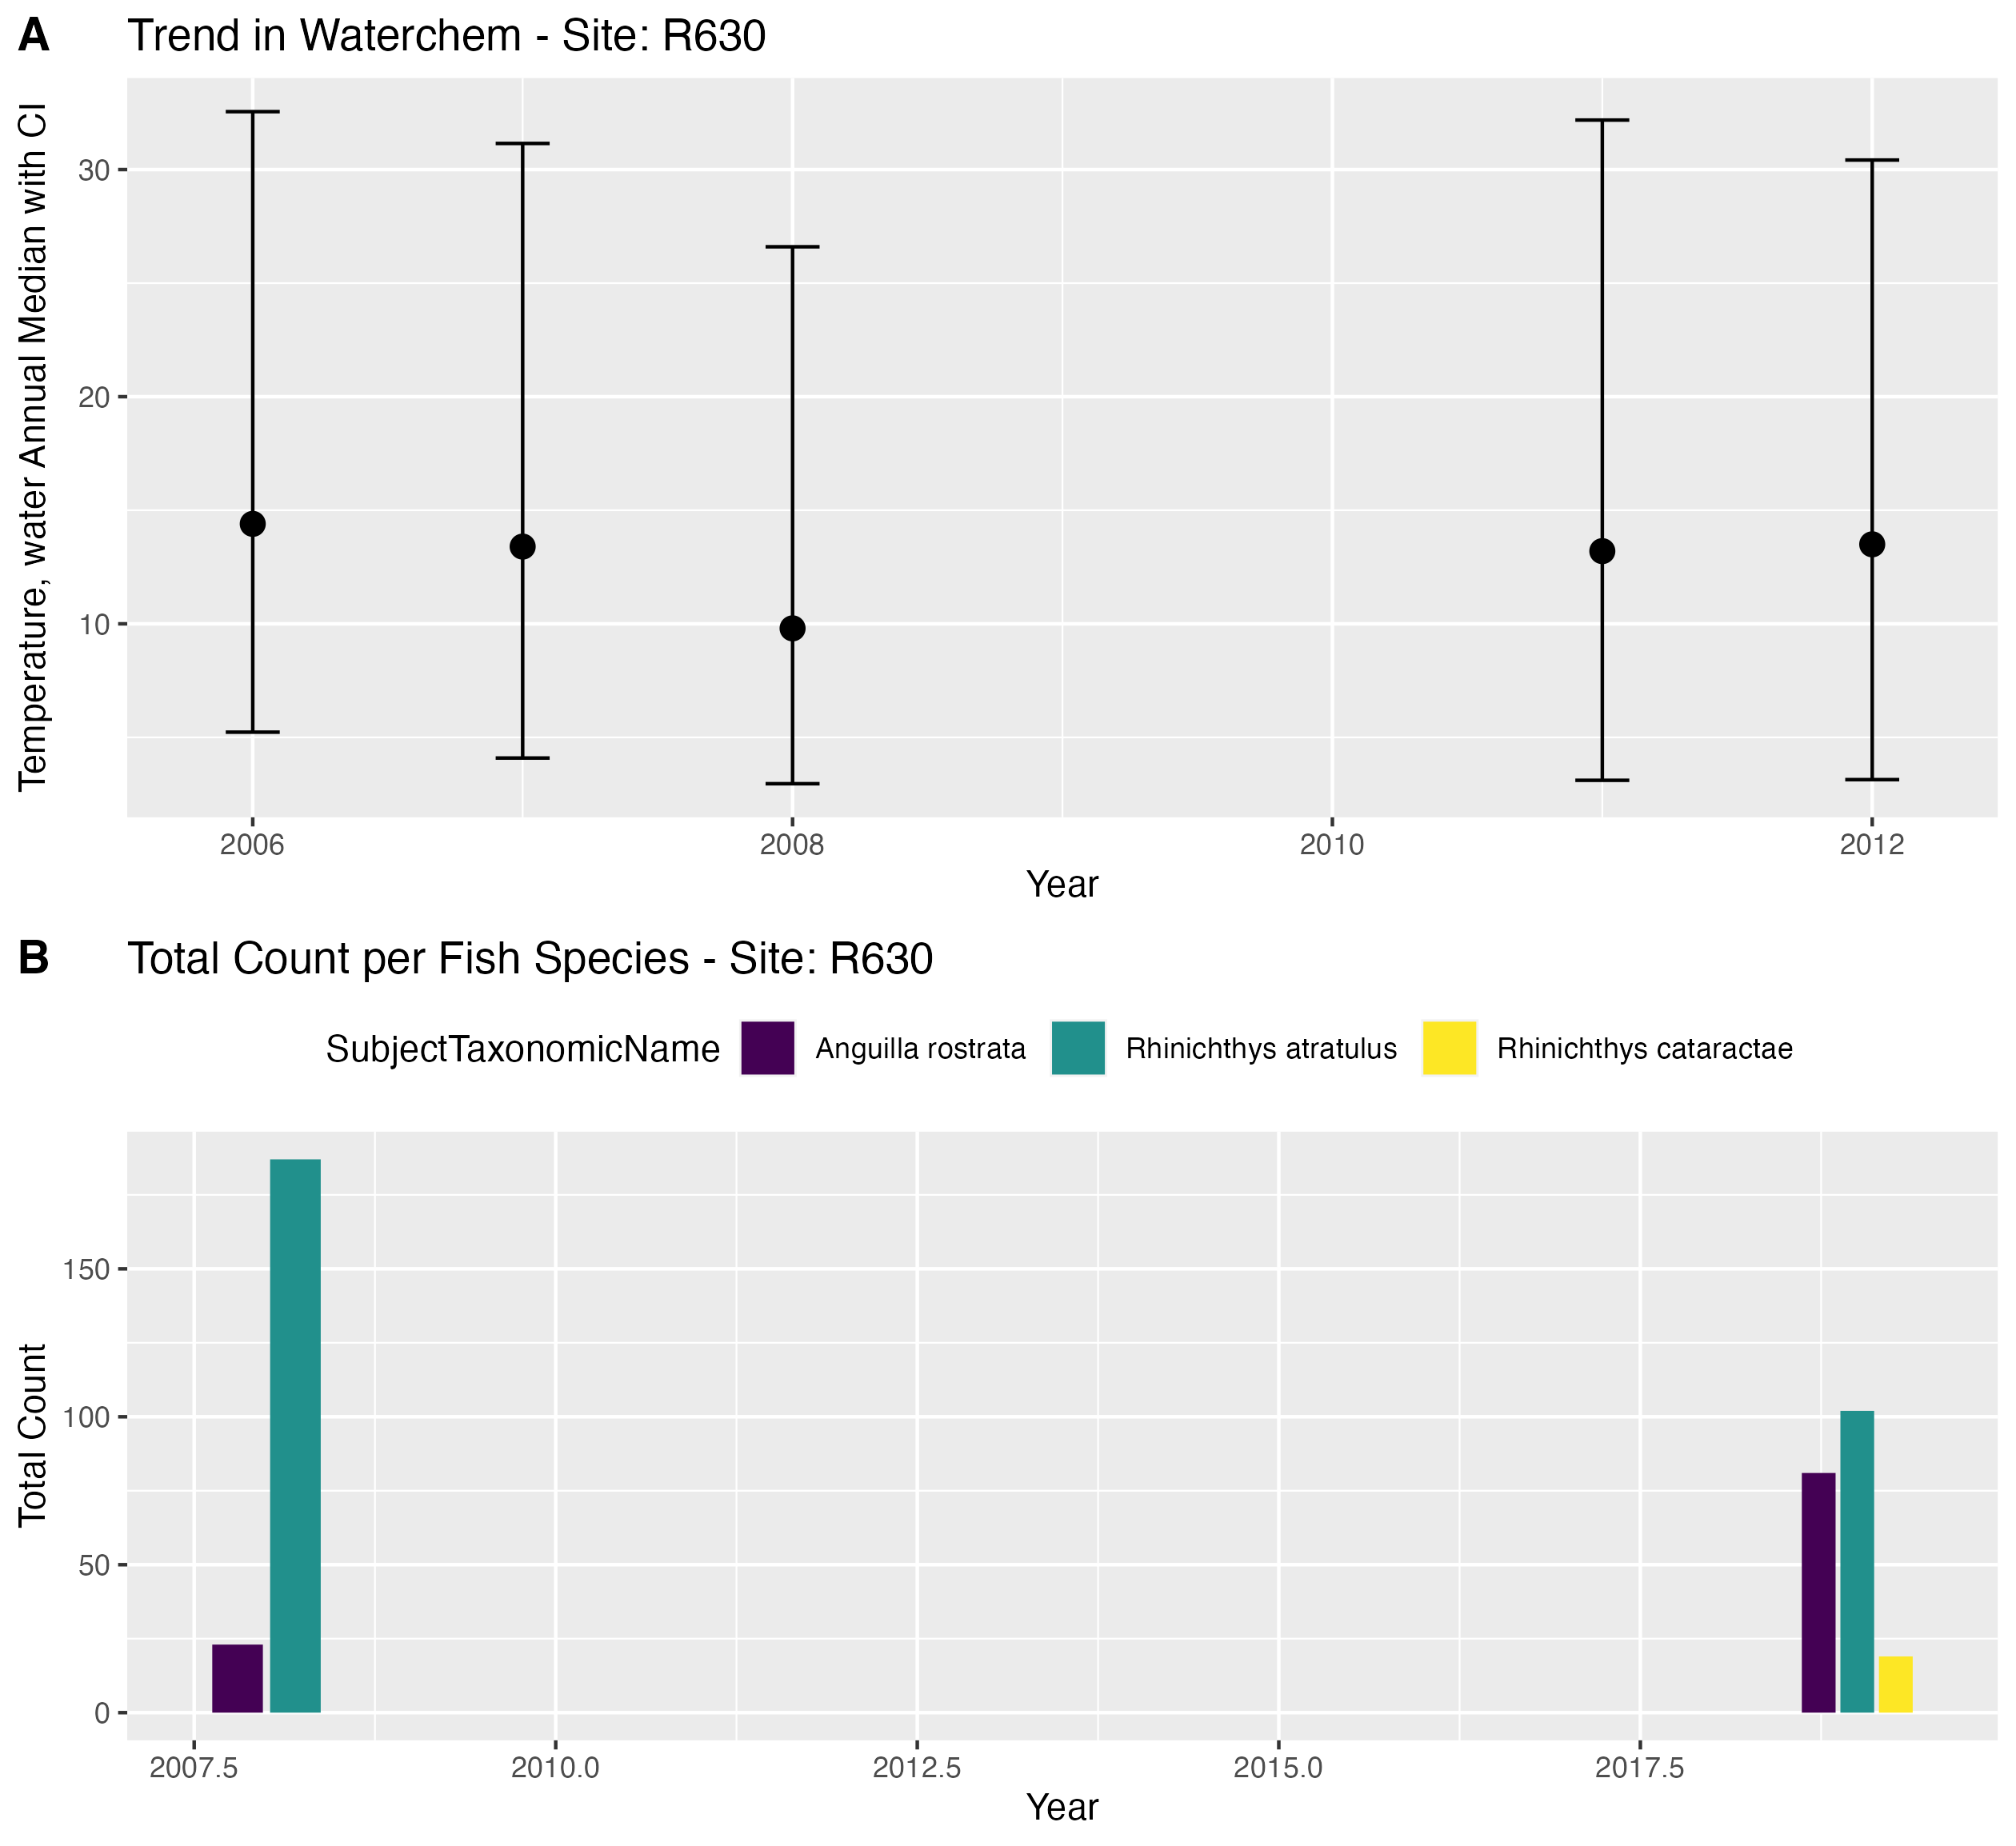 A Trend in Waterchem - Site: R630
Temperature, water Annual Median with CI
30
20
10
2006 2008 2010 2012
Year
B Total Count per Fish Species - Site: R630
SubjectTaxonomicName Anguilla rostrata Rhinichthys atratulus Rhinichthys cataractae
Total Count
150
100
50
0
2007.5 2010.0 2012.5 2015.0 2017.5
Year